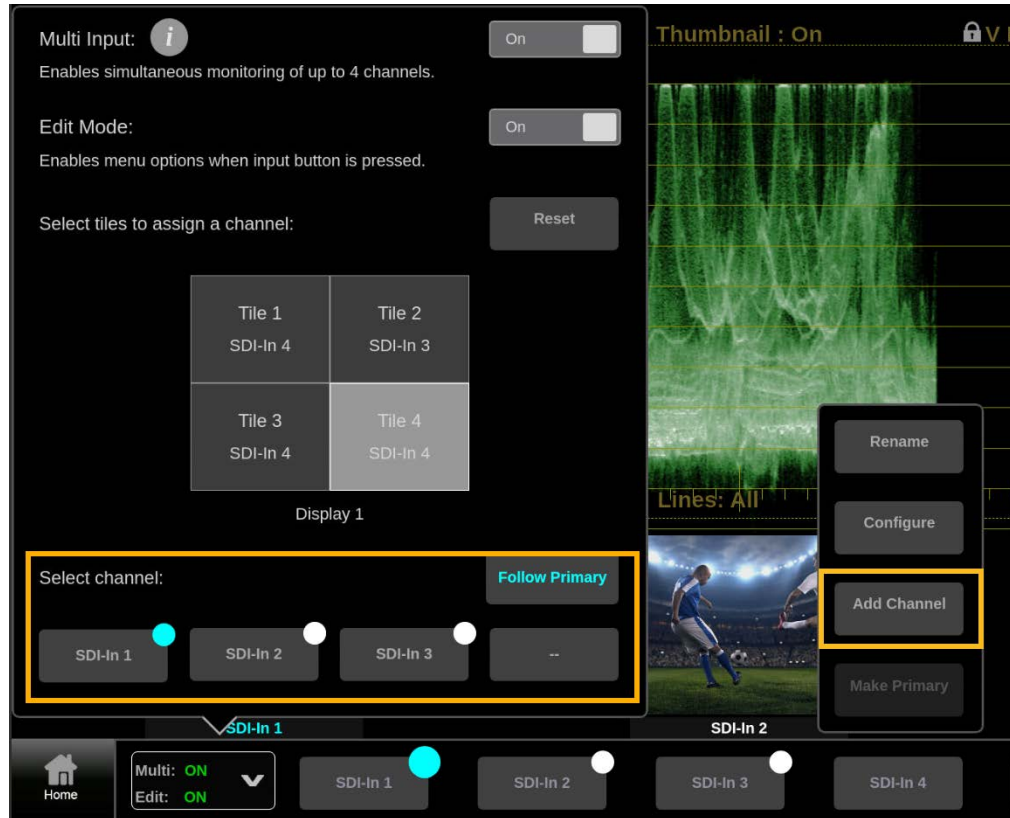 Multi Input: i
On
Enables simultaneous monitoring of up to 4 channels.
Edit Mode:
On
Enables menu options when input button is pressed.
Select tiles to assign a channel:
Reset
Tile 1
SDI-In 4
Tile 2
SDI-In 3
Tile 3
SDI-In 4
Tile 4
SDI-In 4
Display 1
Select channel:
Follow Primary
SDI-In 1
SDI-In 2
SDI-In 3
--
Thumbnail : On
V
Lines: All
Rename
Configure
Add Channel
Make Primary
SDI-In 1
SDI-In 2
Home
Multi: ON
Edit: ON
SDI-In 1
SDI-In 2
SDI-In 3
SDI-In 4